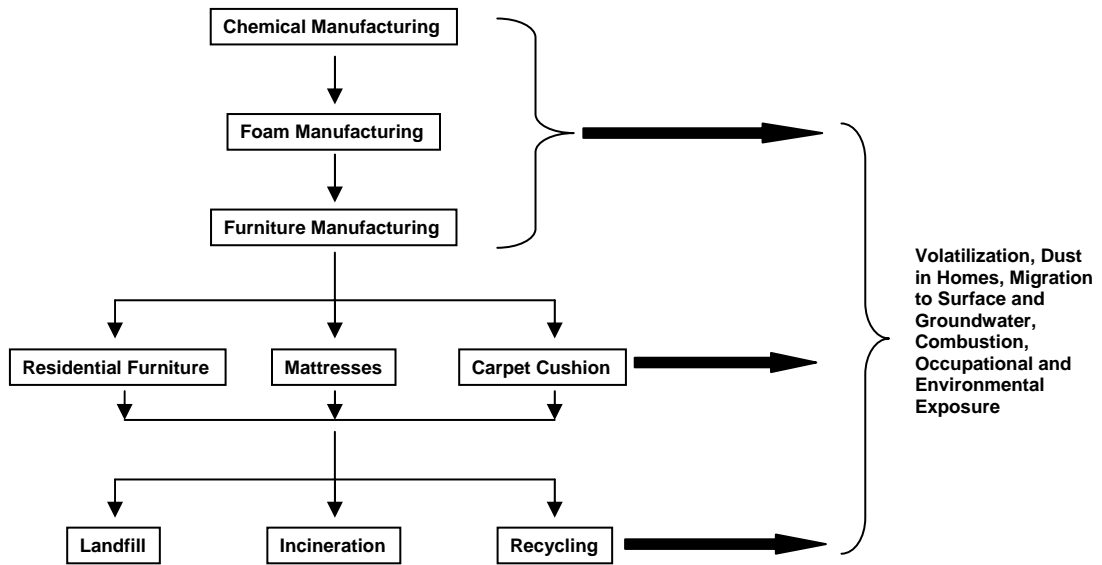 Chemical Manufacturing
Foam Manufacturing
Furniture Manufacturing
Residential Furniture
Mattresses
Carpet Cushion
Landfill
Incineration
Recycling
Volatilization, Dust
in Homes, Migration
to Surface and
Groundwater,
Combustion,
Occupational and
Environmental
Exposure